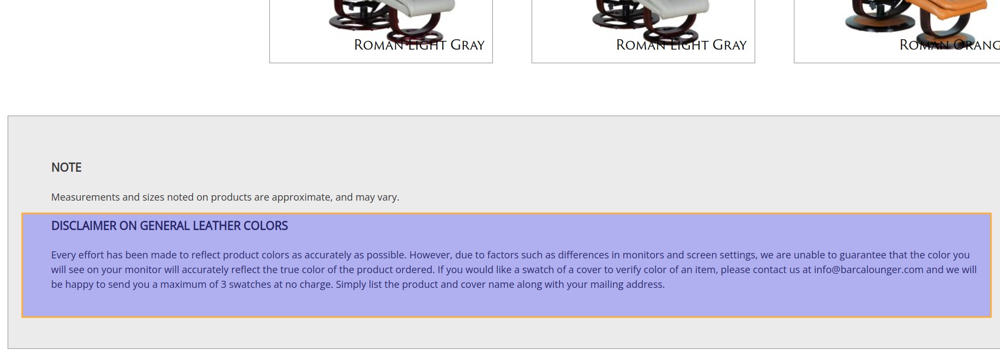 Roman Light Gray
Roman Light Gray
Roman Orang
NOTE
Measurements and sizes noted on products are approximate, and may vary.
DISCLAIMER ON GENERAL LEATHER COLORS
Every effort has been made to reflect product colors as accurately as possible. However, due to factors such as differences in monitors and screen settings, we are unable to guarantee that the color you
will see on your monitor will accurately reflect the true color of the product ordered. If you would like a swatch of a cover to verify color of an item, please contact us at info@barcalounger.com and we will
be happy to send you a maximum of 3 swatches at no charge. Simply list the product and cover name along with your mailing address.